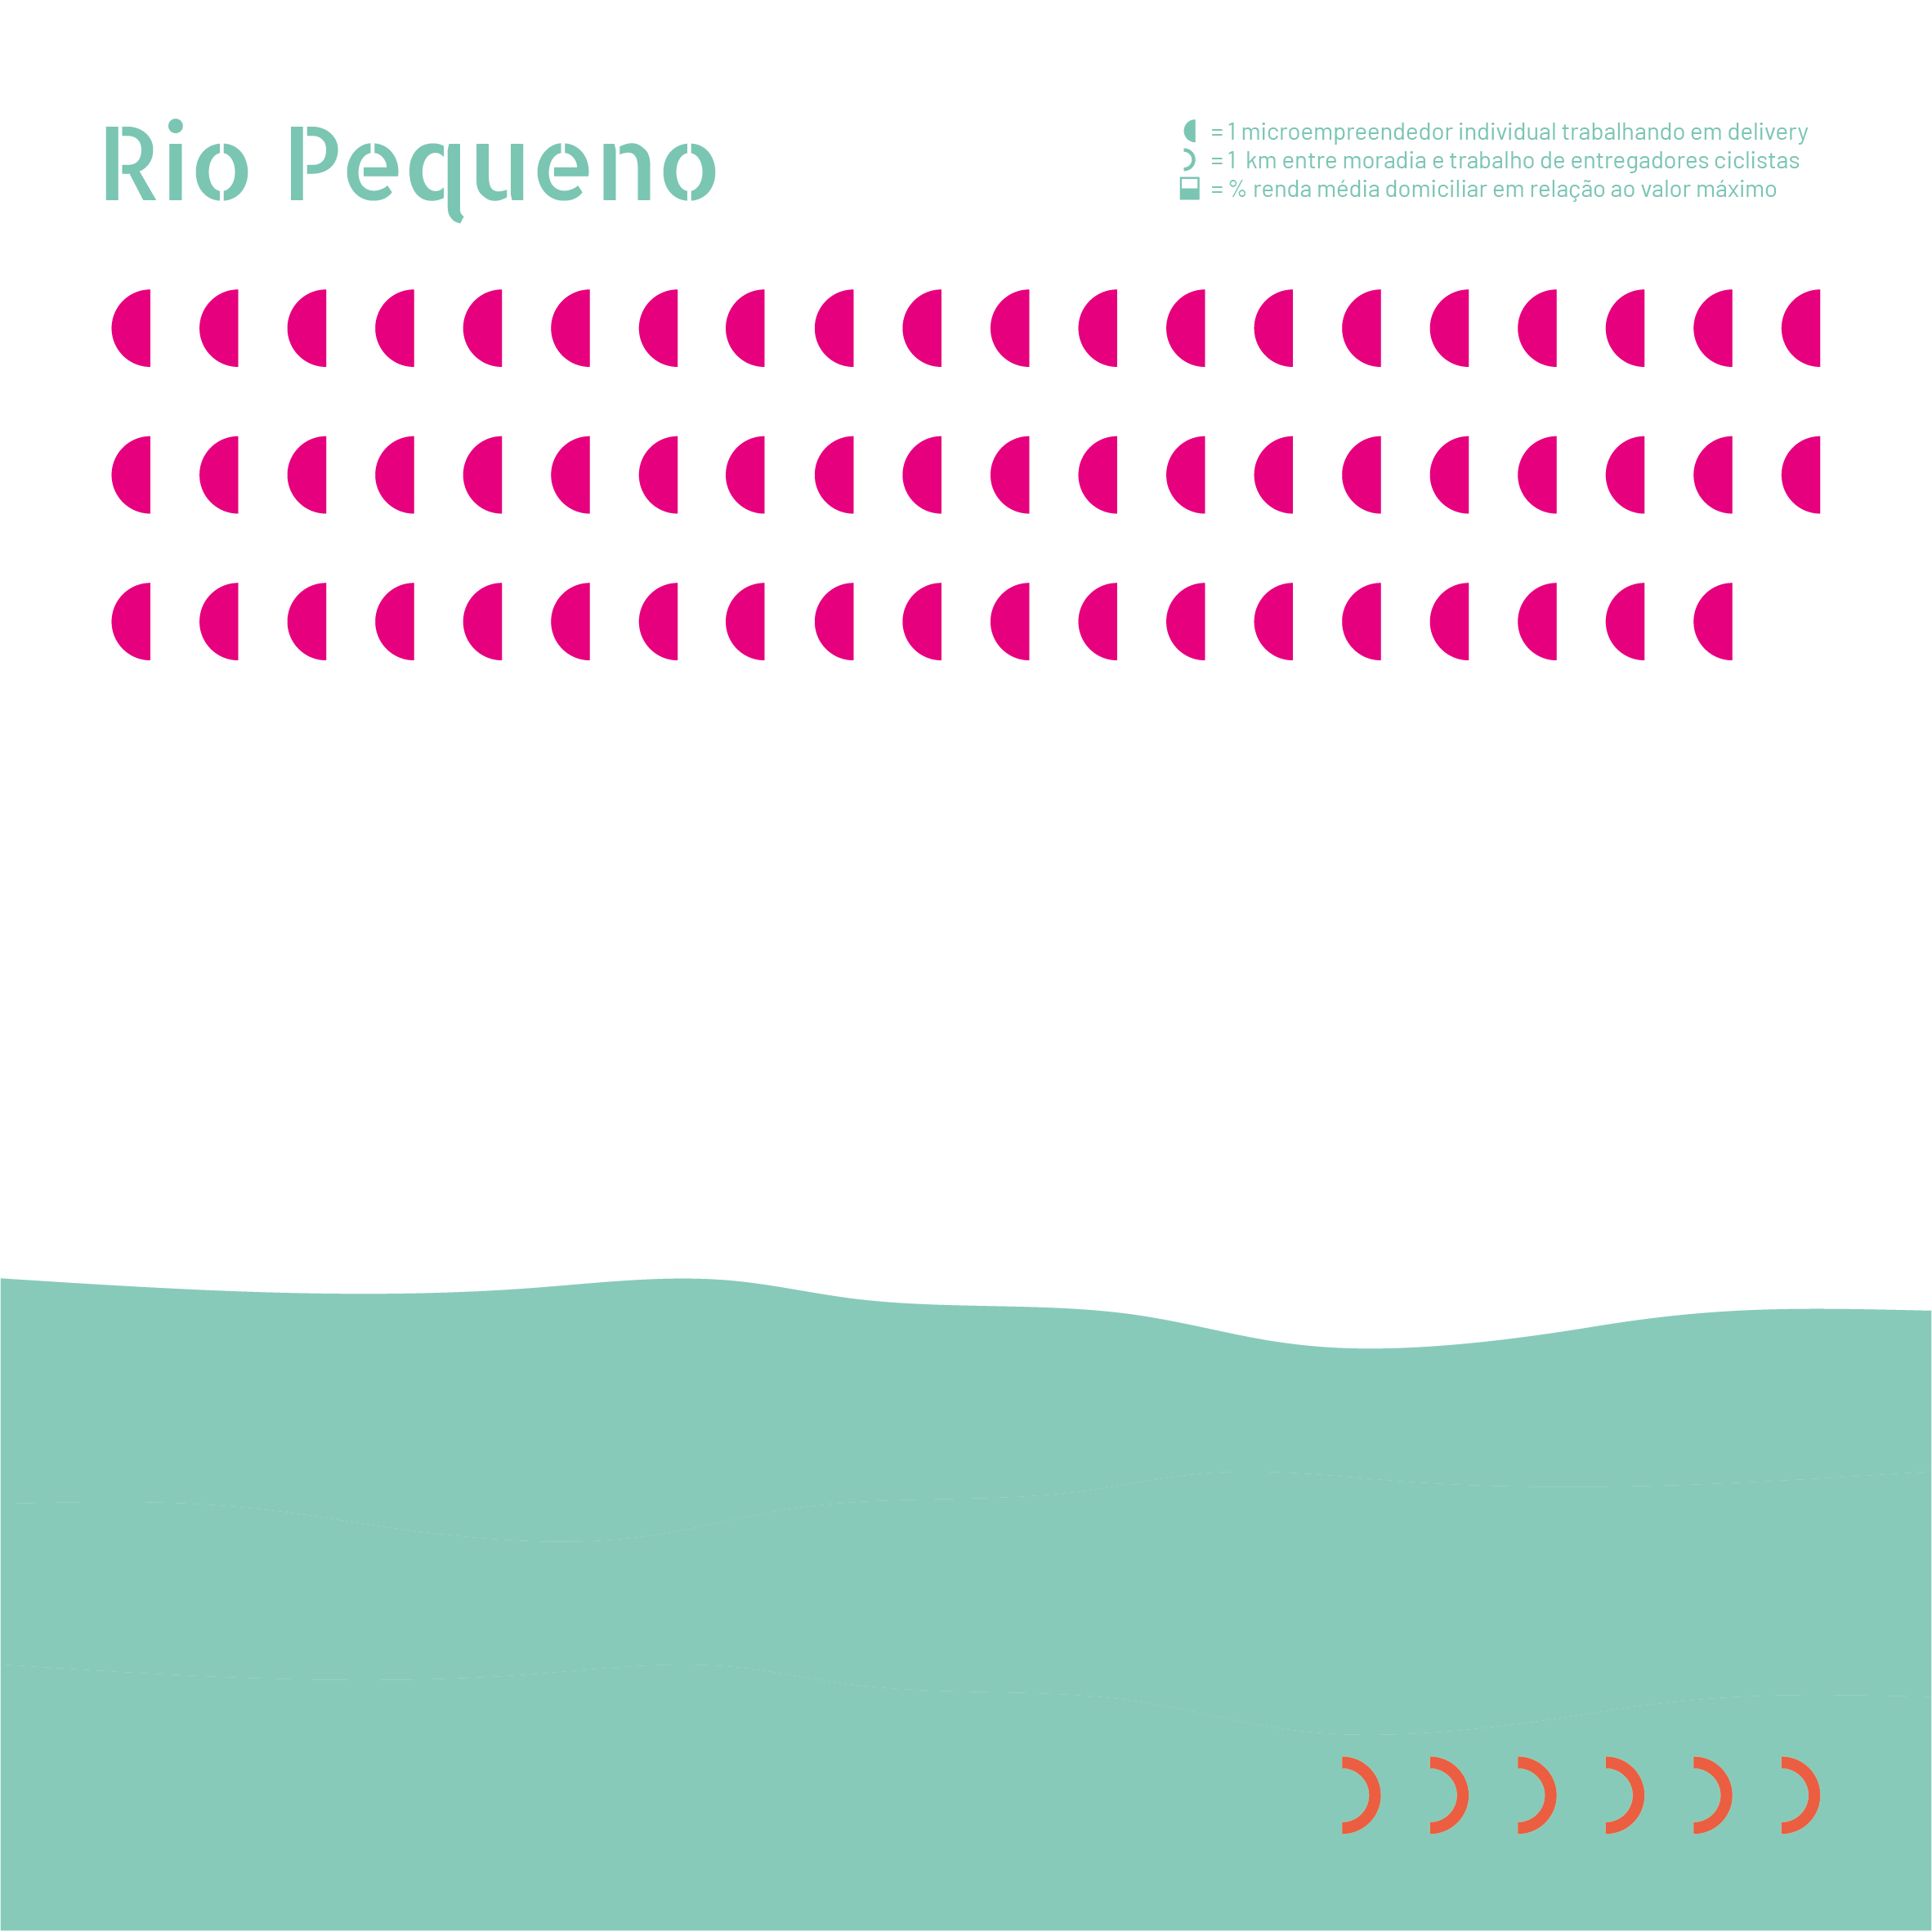 Rio Pequeno
= 1 microempreendedor individual trabalhando em delivery
= 1 km entre moradia e trabalho de entregadores ciclistas
= % renda média domiciliar em relação ao valor máximo